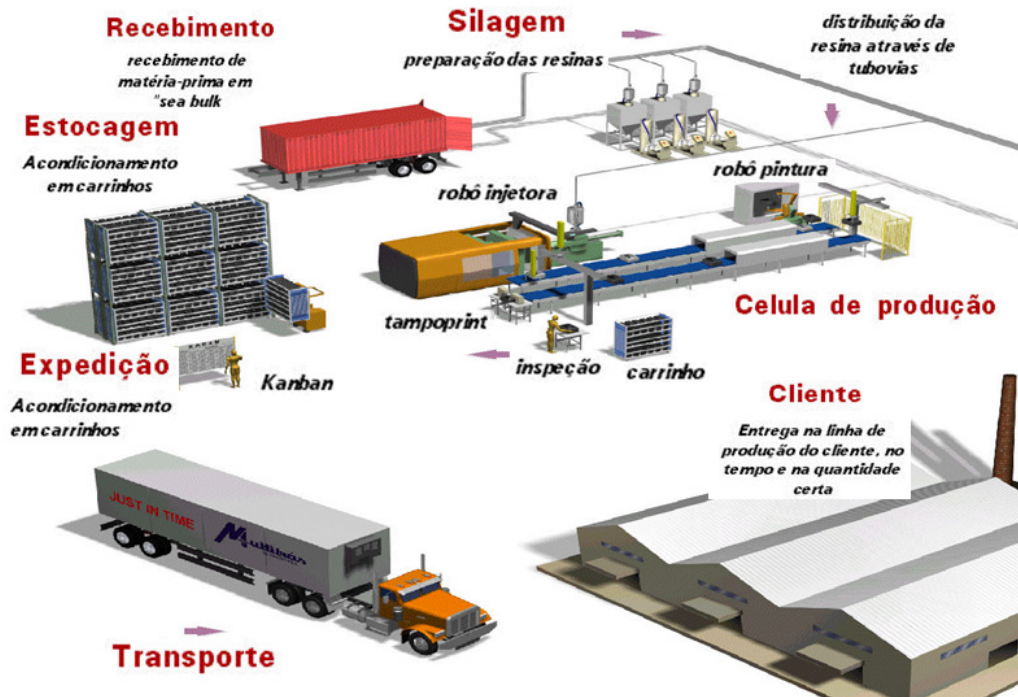 Recebimento
recebimento de
matéria-prima em
"sea bulk
Silagem
preparação das resinas
distribuição da
resina através de
tubovias
Estocagem
Acondicionamento
em carrinhos
robô injetora
robô pintura
Celula de produção
tampoprint
inspeção
carrinho
Expedição
Kanban
Acondicionamento
em carrinhos
Cliente
Entrega na linha de
produção do cliente, no
tempo e na quantidade
certa
JUST IN TIME
Transporte